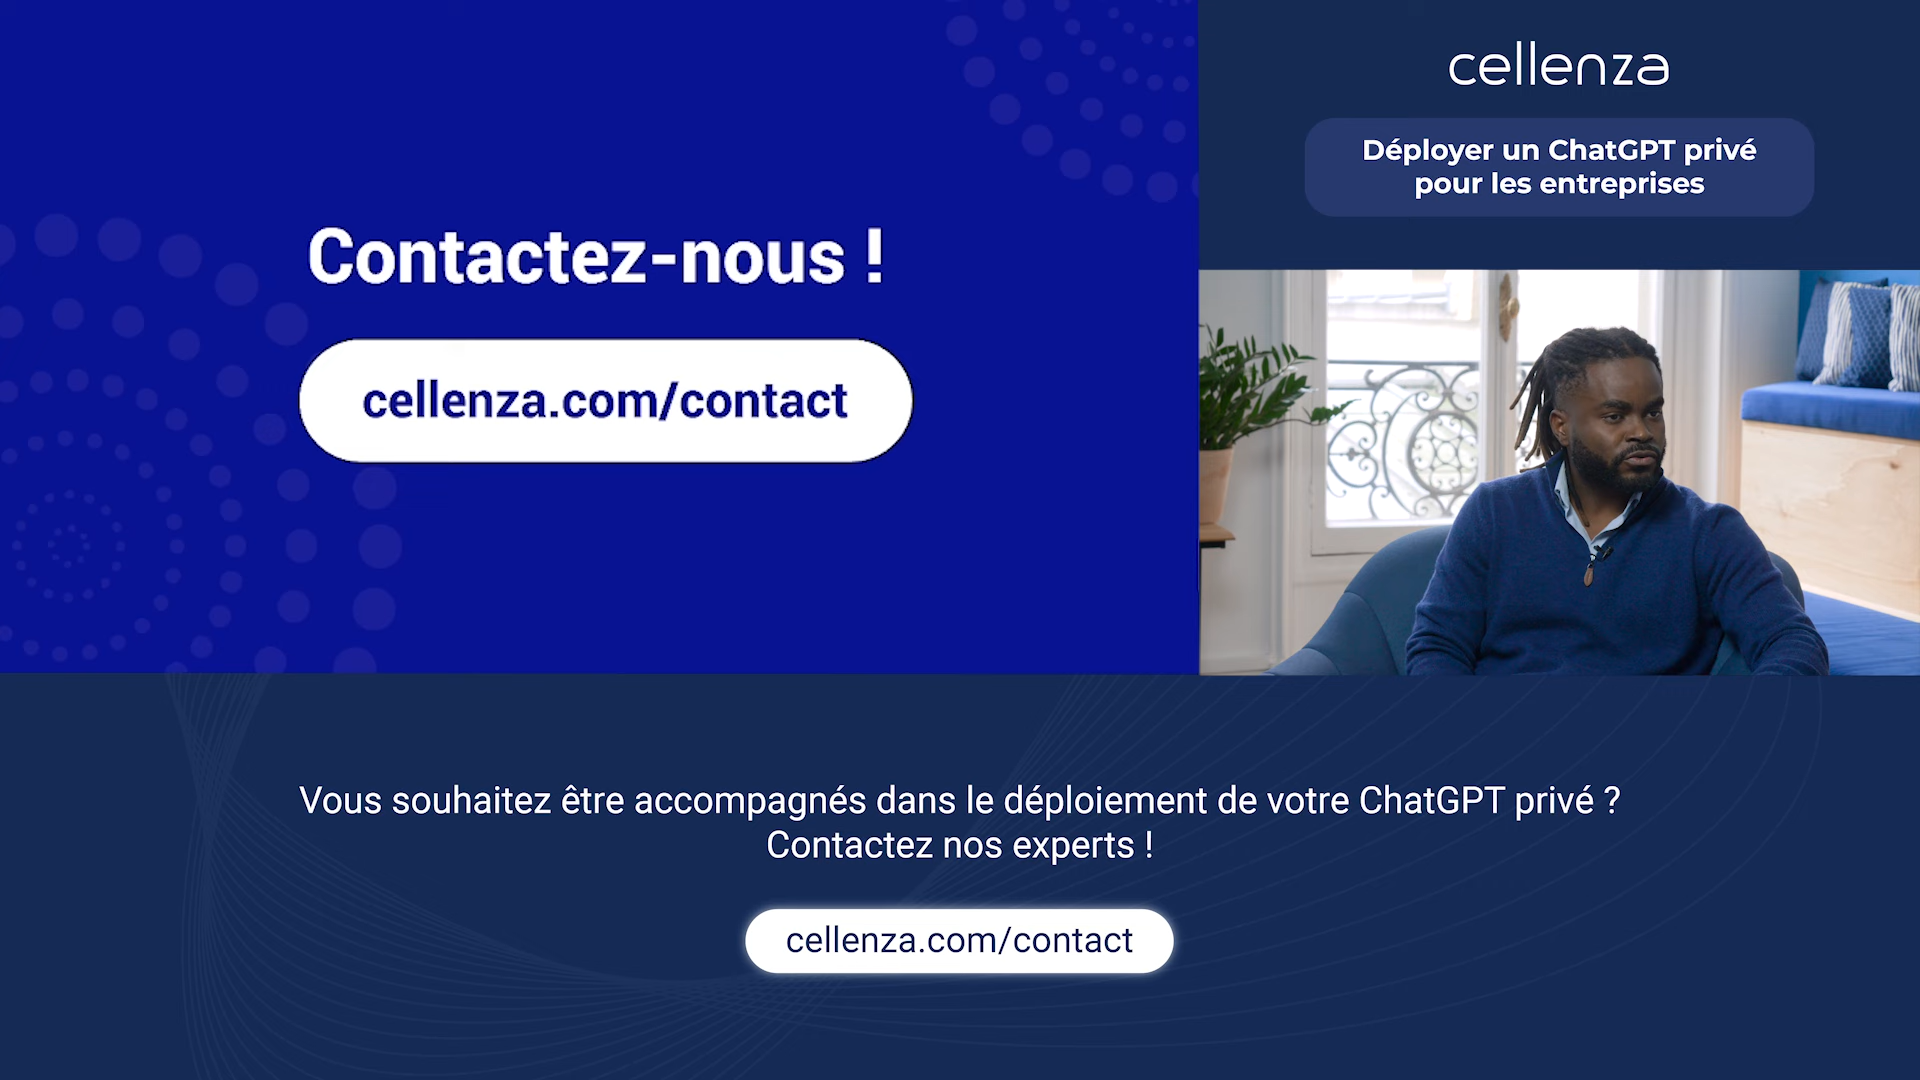 Contactez-nous !
cellenza.com/contact
cellenza
Déployer un ChatGPT privé
pour les entreprises
Vous souhaitez être accompagnés dans le déploiement de votre ChatGPT privé ?
Contactez nos experts !
cellenza.com/contact